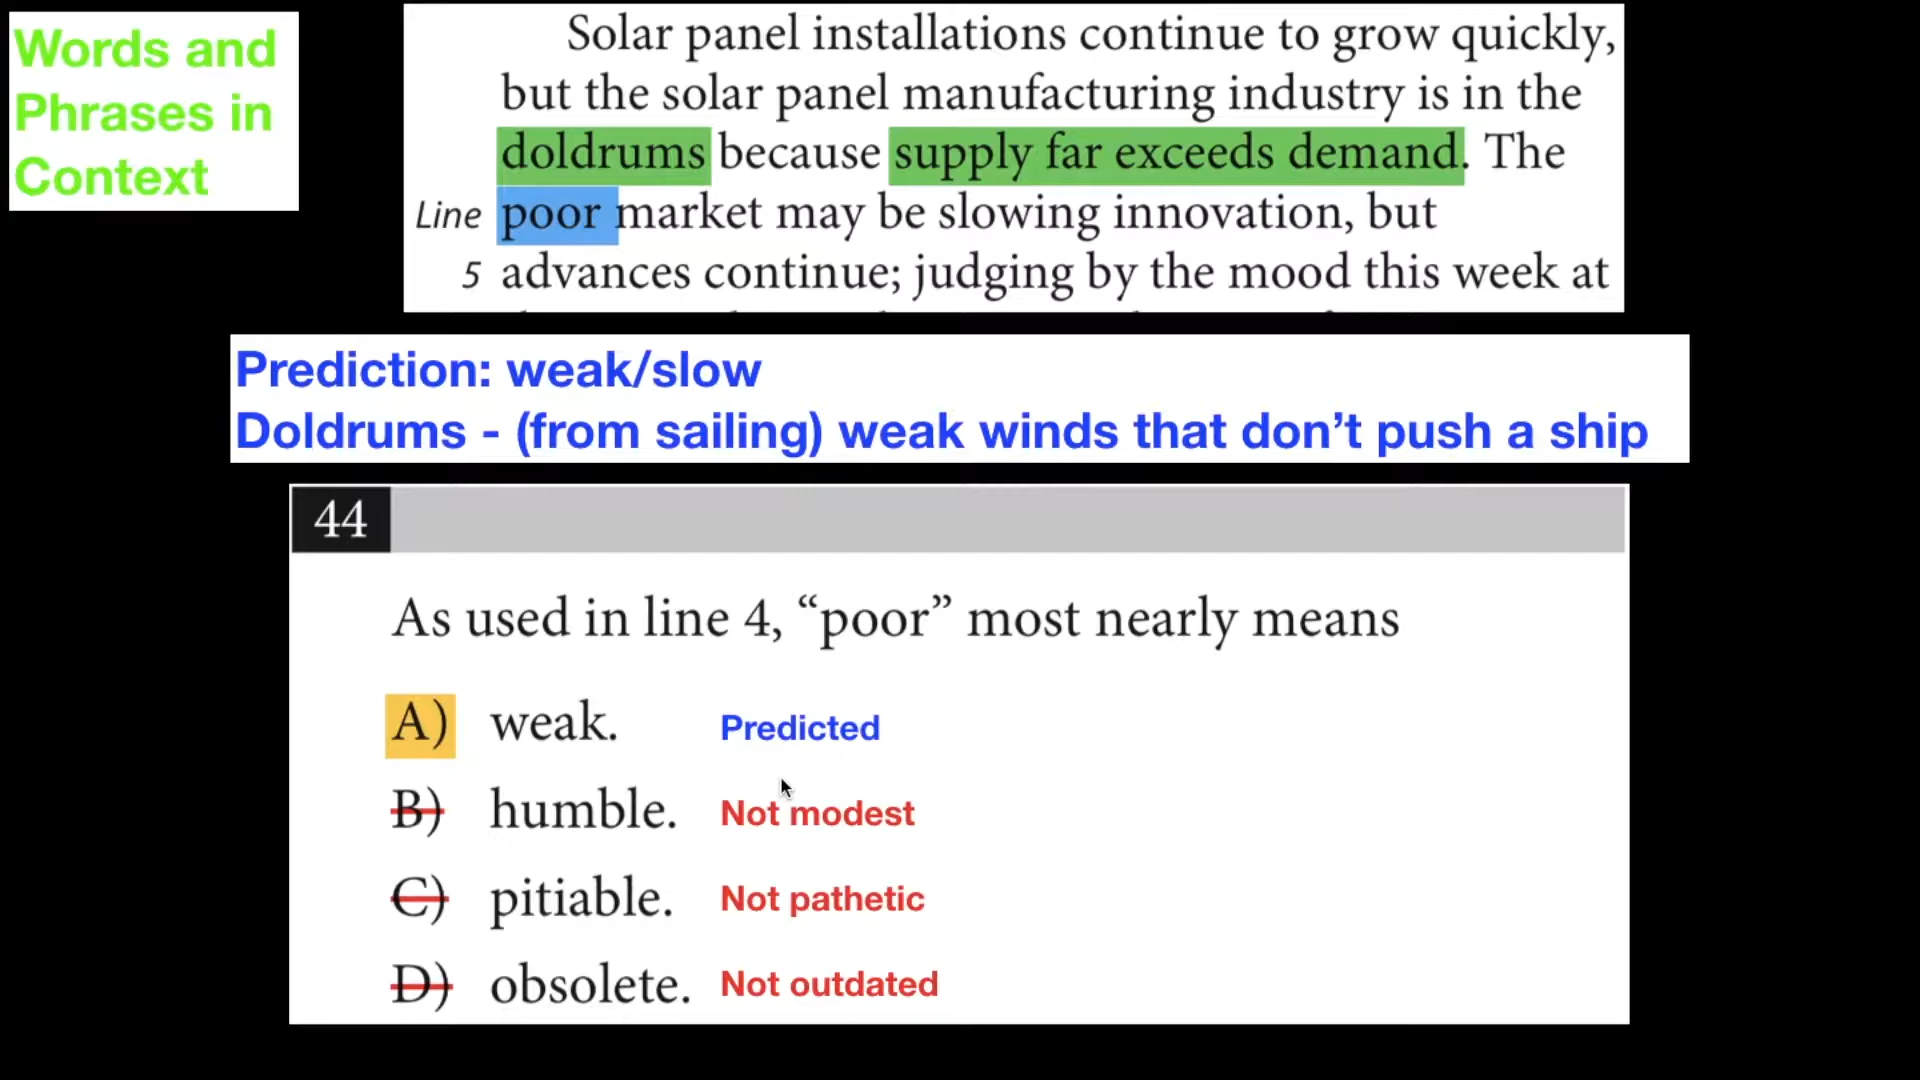 Words and
Phrases in
Context
Solar panel installations continue to grow quickly,
but the solar panel manufacturing industry is in the
doldrums because supply far exceeds demand. The
Line poor market may be slowing innovation, but
5 advances continue; judging by the mood this week at
Prediction: weak/slow
Doldrums - (from sailing) weak winds that don’t push a ship
44
As used in line 4, “poor” most nearly means
A) weak. Predicted
B) humble. Not modest
C) pitiable. Not pathetic
D) obsolete. Not outdated